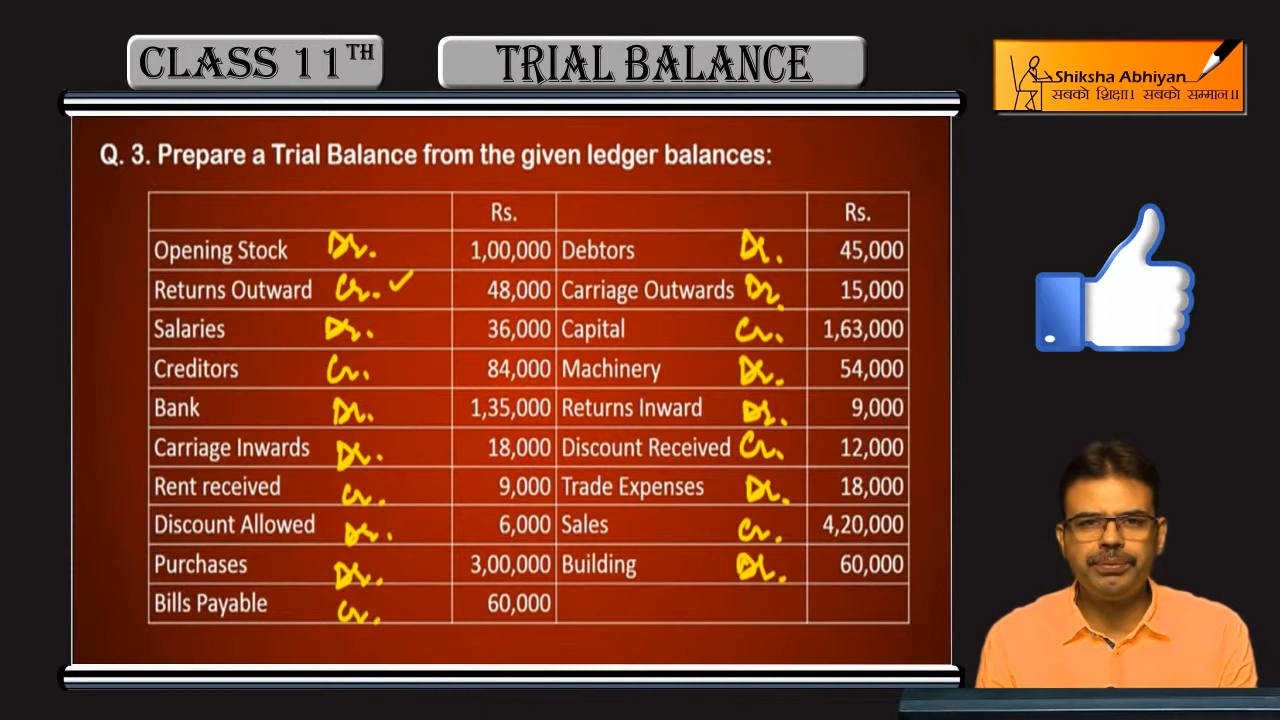 CLASS 11TH
TRIAL BALANCE
Shiksha Abhiyan
सबको शिक्षा। सबको सम्मान॥
Q. 3. Prepare a Trial Balance from the given ledger balances:
Rs. Rs.
Opening Stock Dr. 1,00,000 Debtors Dr. 45,000
Returns Outward Cr. ✓ 48,000 Carriage Outwards Dr. 15,000
Salaries Dr. 36,000 Capital Cr. 1,63,000
Creditors Cr. 84,000 Machinery Dr. 54,000
Bank Dr. 1,35,000 Returns Inward Dr. 9,000
Carriage Inwards Dr. 18,000 Discount Received Cr. 12,000
Rent received Cr. 9,000 Trade Expenses Dr. 18,000
Discount Allowed Dr. 6,000 Sales Cr. 4,20,000
Purchases Dr. 3,00,000 Building Dr. 60,000
Bills Payable Cr. 60,000